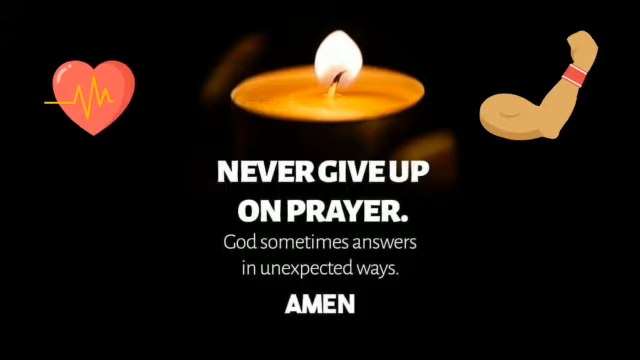 NEVER GIVE UP
ON PRAYER.
God sometimes answers
in unexpected ways.
AMEN